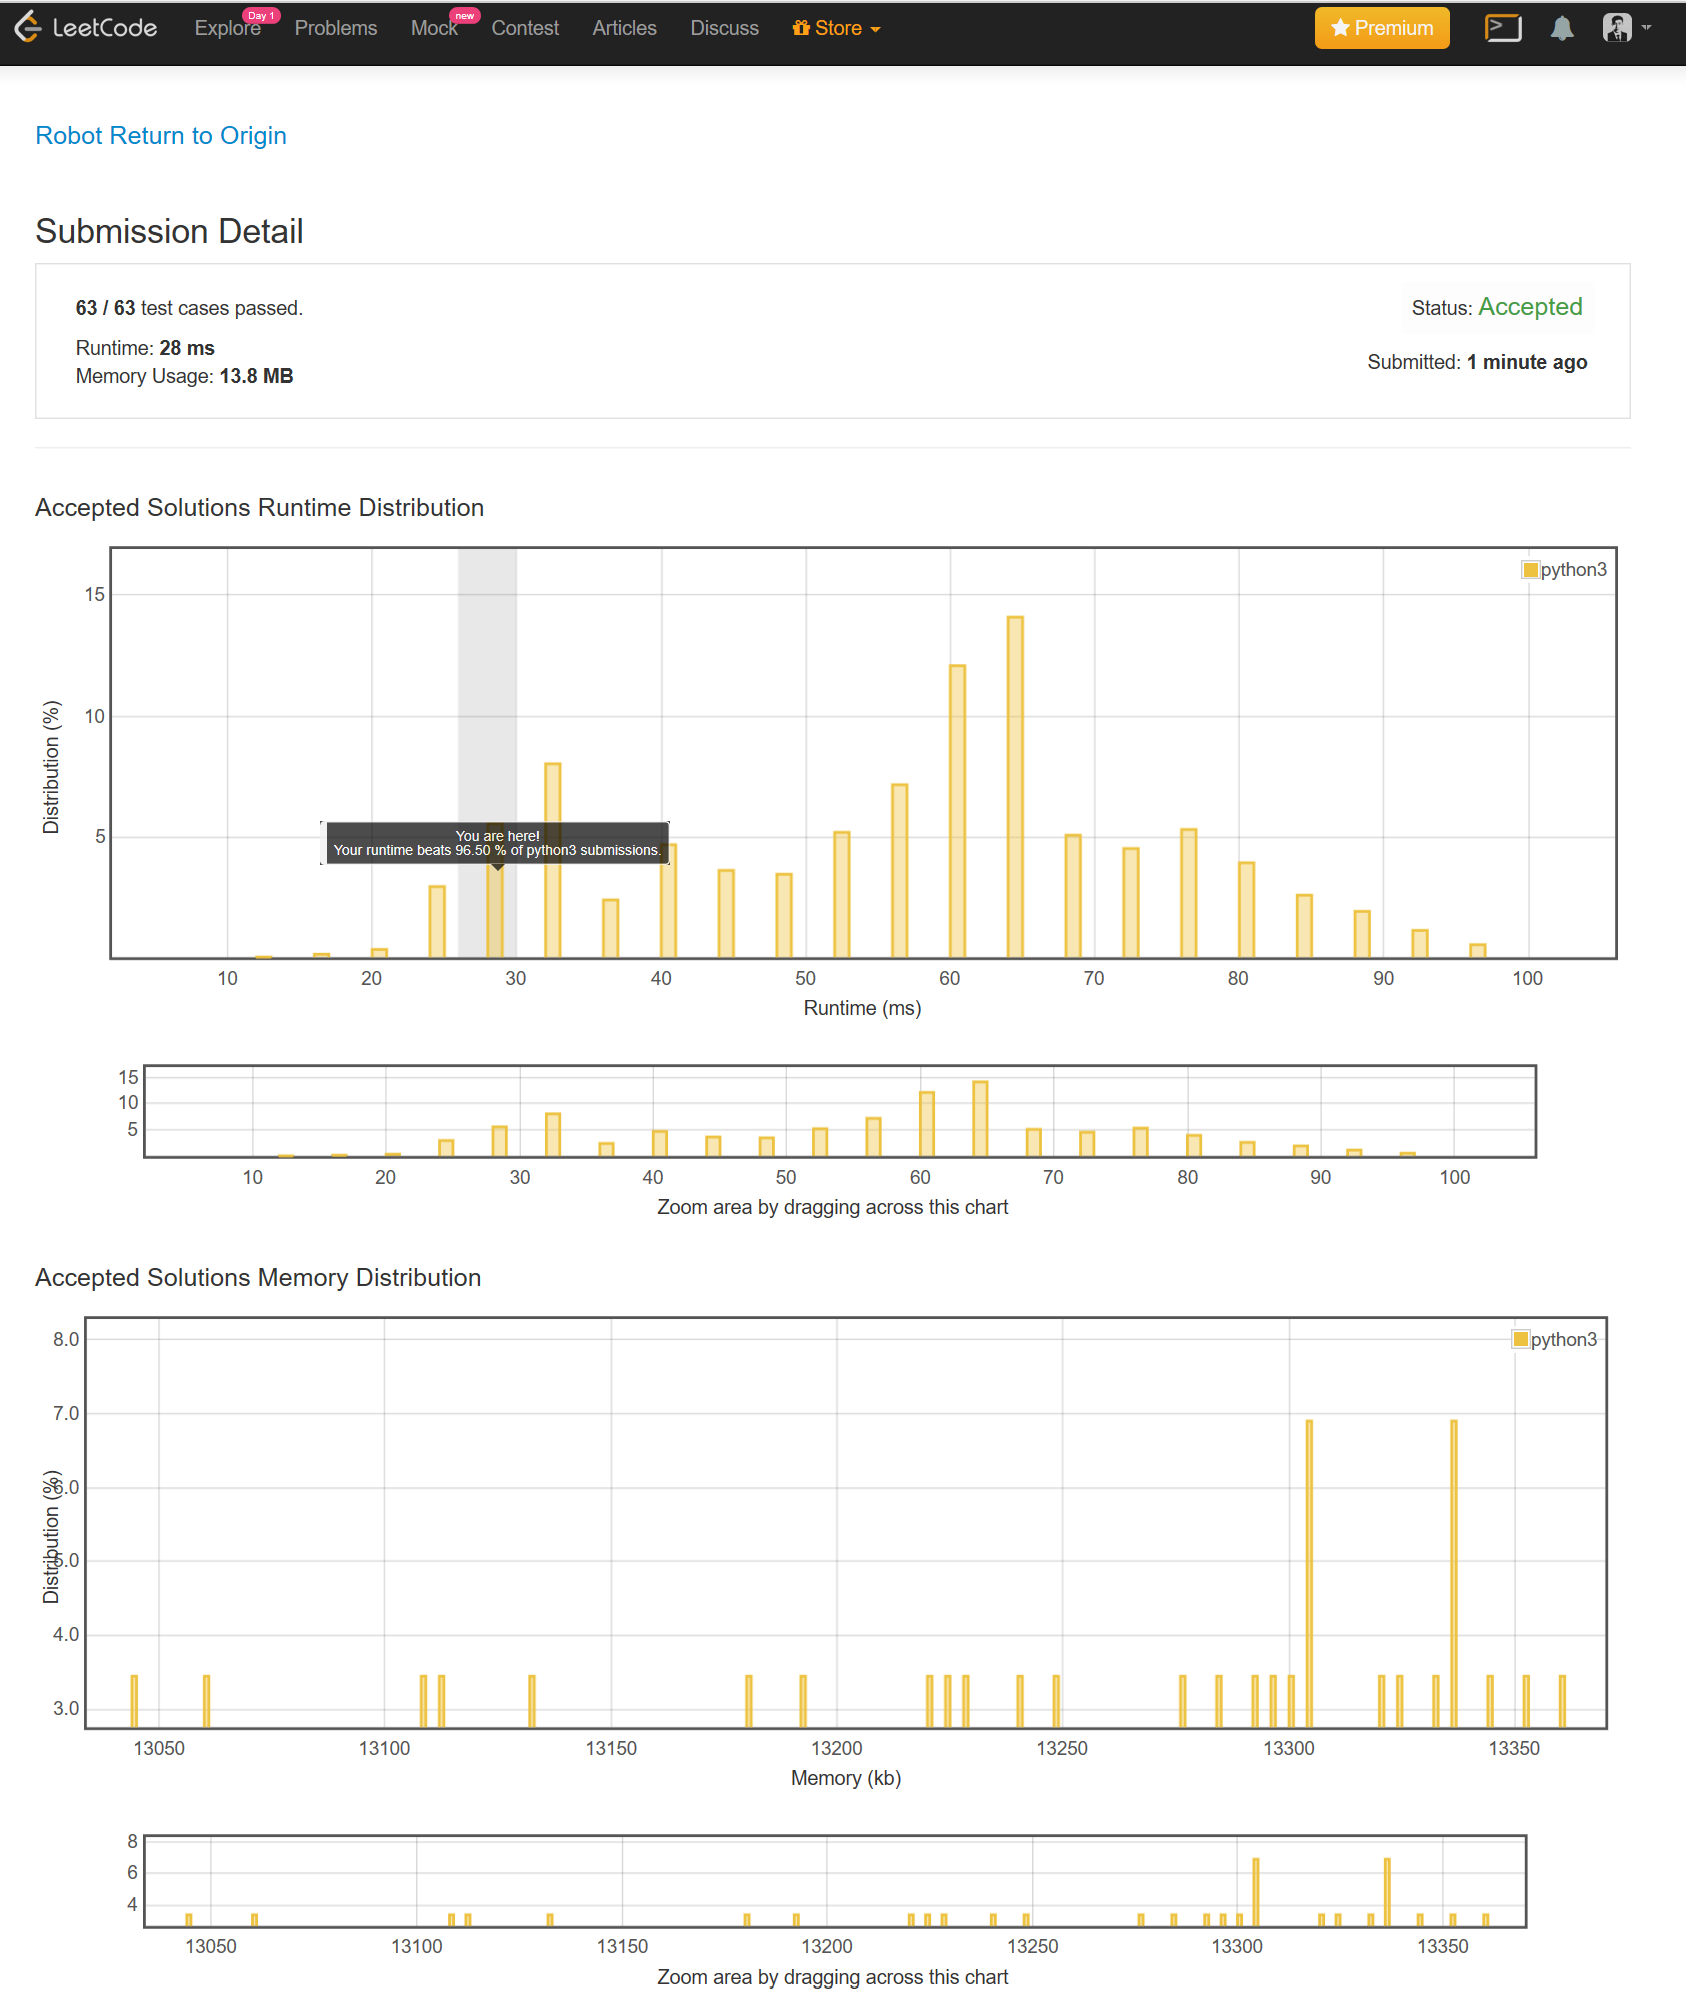 LeetCode Explore Day 1 Problems Mock new Contest Articles Discuss Store Premium
Robot Return to Origin
Submission Detail
63 / 63 test cases passed.
Status: Accepted
Runtime: 28 ms
Memory Usage: 13.8 MB
Submitted: 1 minute ago
Accepted Solutions Runtime Distribution
python3
15
10
5
Distribution (%)
You are here!
Your runtime beats 96.50 % of python3 submissions.
10 20 30 40 50 60 70 80 90 100
Runtime (ms)
15
10
5
10 20 30 40 50 60 70 80 90 100
Zoom area by dragging across this chart
Accepted Solutions Memory Distribution
python3
8.0
7.0
6.0
5.0
4.0
3.0
Distribution (%)
13050 13100 13150 13200 13250 13300 13350
Memory (kb)
8
6
4
13050 13100 13150 13200 13250 13300 13350
Zoom area by dragging across this chart